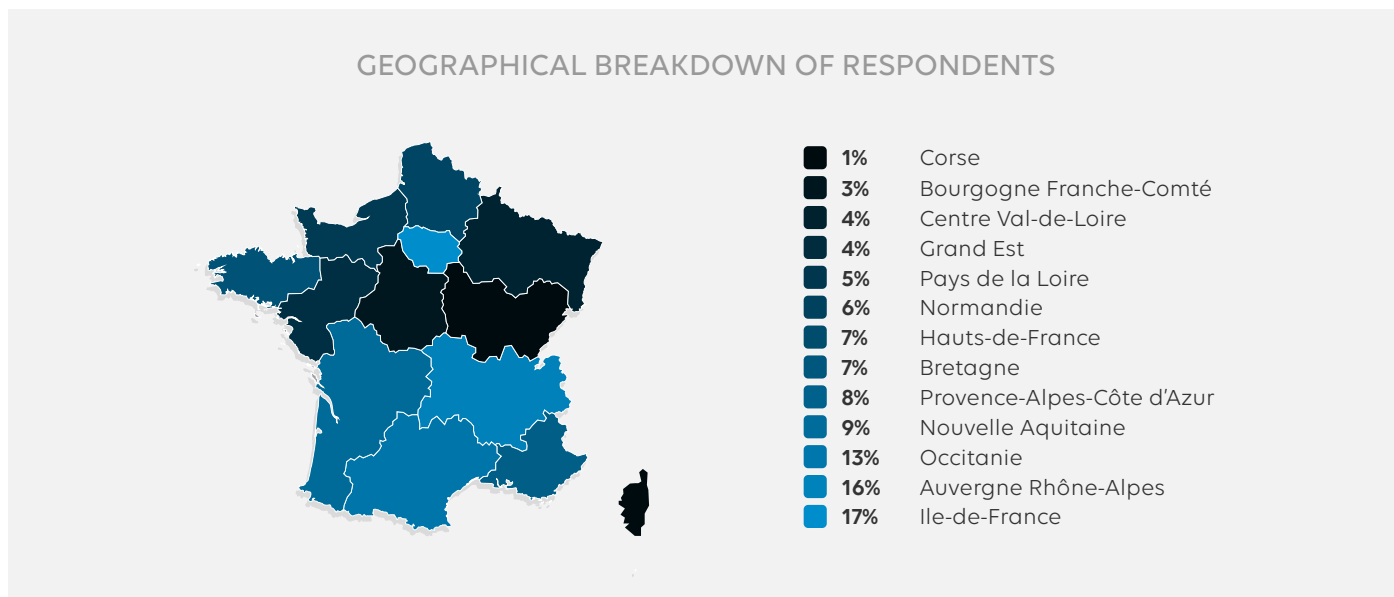 GEOGRAPHICAL BREAKDOWN OF RESPONDENTS
1% Corse
3% Bourgogne Franche-Comté
4% Centre Val-de-Loire
4% Grand Est
5% Pays de la Loire
6% Normandie
7% Hauts-de-France
7% Bretagne
8% Provence-Alpes-Côte d’Azur
9% Nouvelle Aquitaine
13% Occitanie
16% Auvergne Rhône-Alpes
17% Ile-de-France